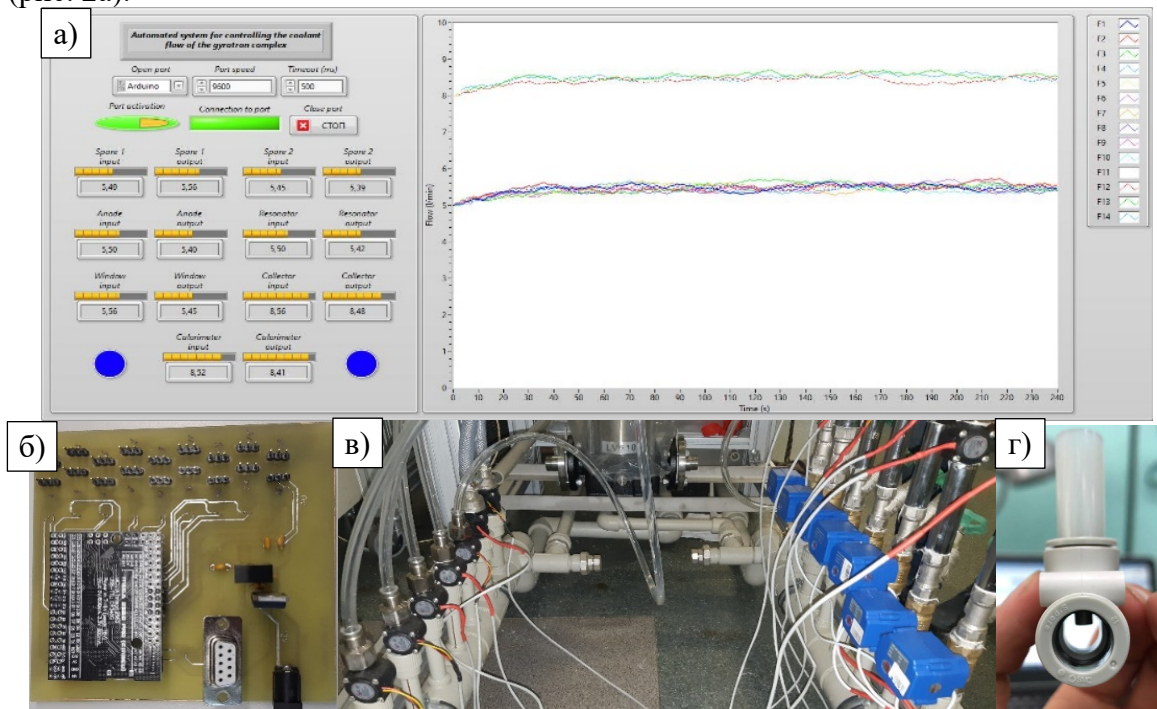 (рис. 2а).
а)
Automated system for controlling the coolant
flow of the gyrotron complex
Open port Port speed Timeout (ms)
Arduino 9600 500
Port activation Connection to port Close port
СТОП
Spare 1 input Spare 1 output Spare 2 input Spare 2 output
5,49 5,56 5,45 5,39
Anode input Anode output Resonator input Resonator output
5,50 5,40 5,50 5,42
Window input Window output Collector input Collector output
5,56 5,45 8,56 8,48
Calorimeter input Calorimeter output
8,52 8,41
Flow (l/min)
10
9
8
7
6
5
4
3
2
1
0
0 10 20 30 40 50 60 70 80 90 100 110 120 130 140 150 160 170 180 190 200 210 220 230 240
Time (s)
F1
F2
F3
F4
F5
F6
F7
F8
F9
F10
F11
F12
F13
F14
б)
в)
г)